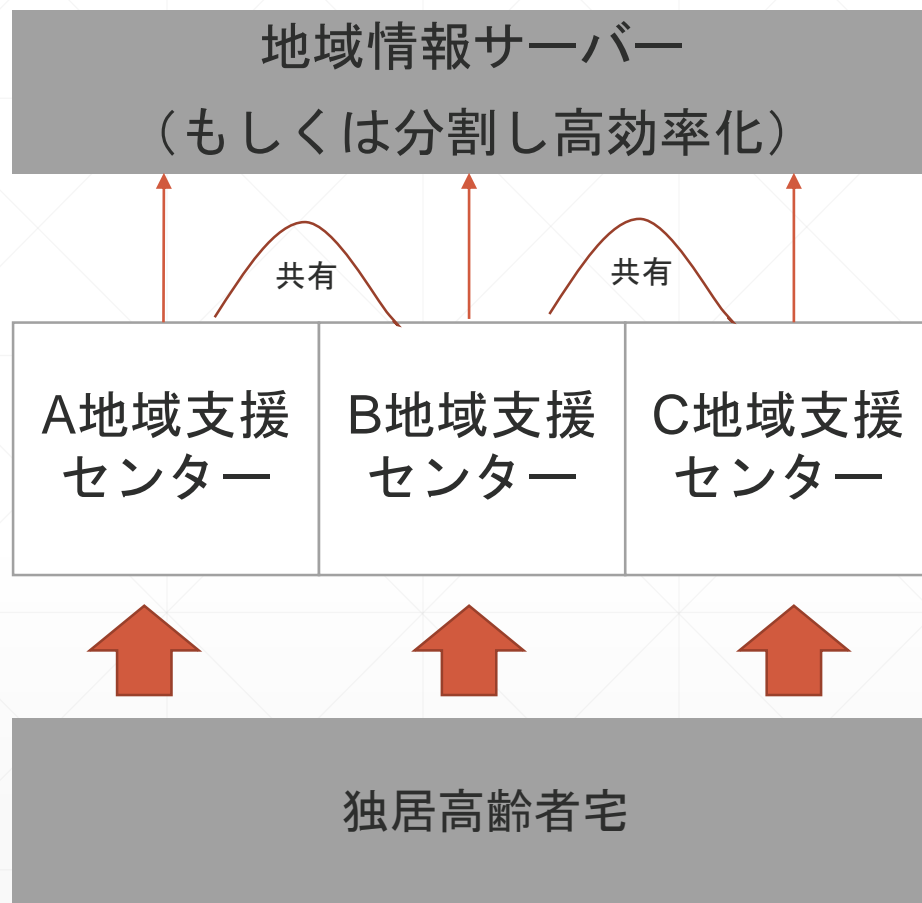 地域情報サーバー
（もしくは分割し高効率化）
共有
共有
A地域支援
センター
B地域支援
センター
C地域支援
センター
独居高齢者宅